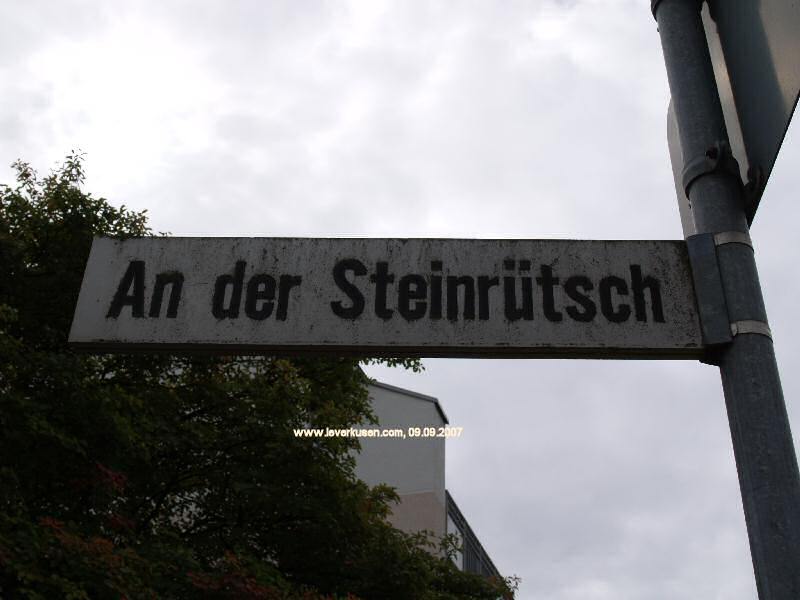 An der Steinrütsch
www.leverkusen.com, 09.09.2007